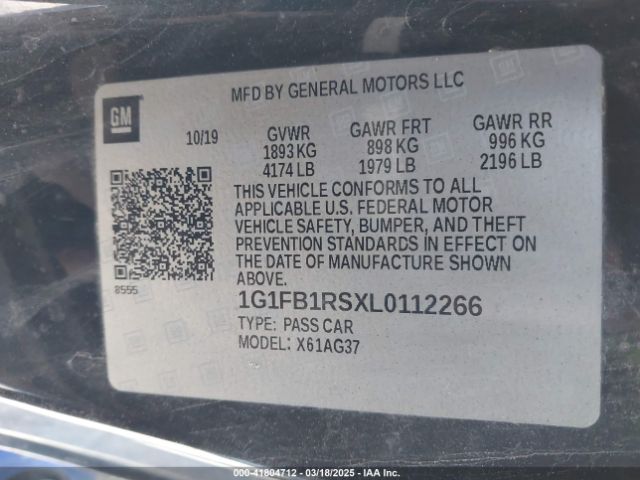 GM
MFD BY GENERAL MOTORS LLC
10/19 GVWR GAWR FRT GAWR RR
1893 KG 898 KG 996 KG
4174 LB 1979 LB 2196 LB
THIS VEHICLE CONFORMS TO ALL
APPLICABLE U.S. FEDERAL MOTOR
VEHICLE SAFETY, BUMPER, AND THEFT
PREVENTION STANDARDS IN EFFECT ON
THE DATE OF MANUFACTURE SHOWN
ABOVE.
8555
1G1FB1RSXL0112266
TYPE: PASS CAR
MODEL: X61AG37
000-41804712 — 03/18/2025 — IAA Inc.